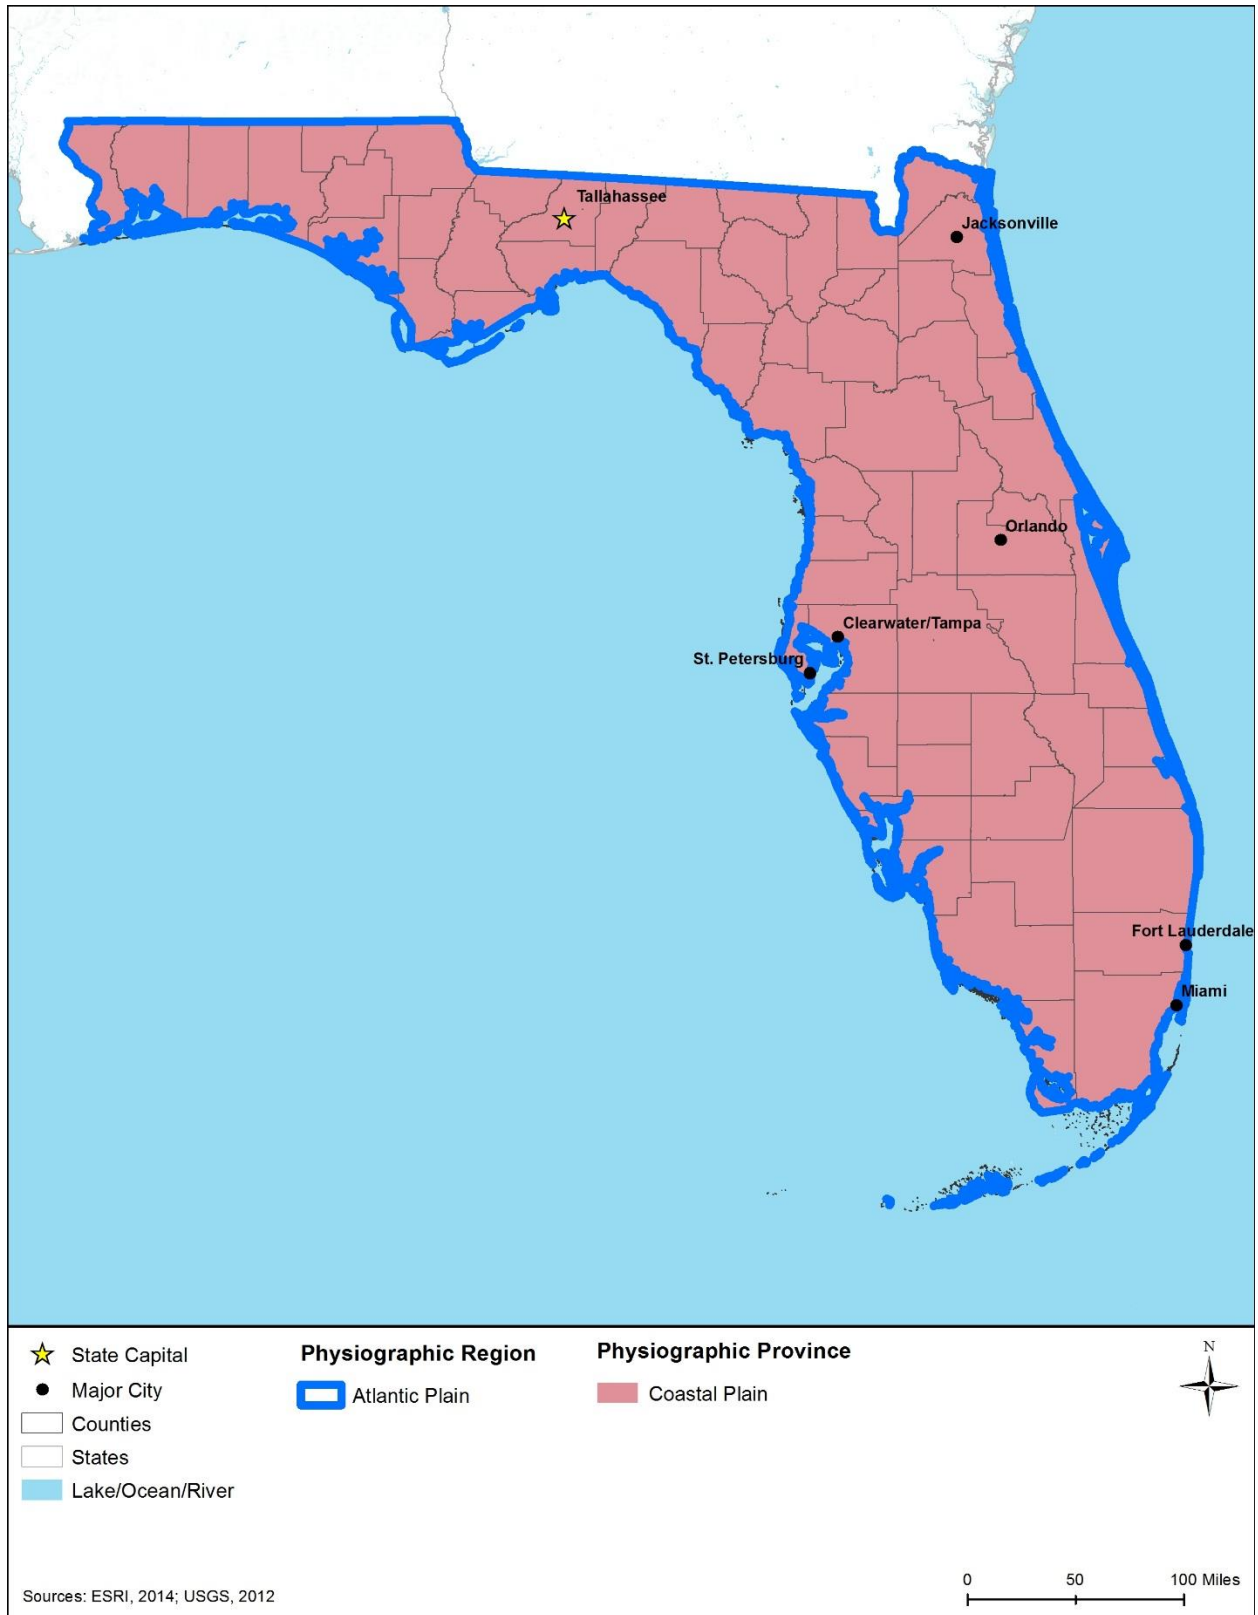 Tallahassee
Jacksonville
Orlando
Clearwater/Tampa
St. Petersburg
Fort Lauderdale
Miami
State Capital
Major City
Counties
States
Lake/Ocean/River
Physiographic Region
Atlantic Plain
Physiographic Province
Coastal Plain
N
Sources: ESRI, 2014; USGS, 2012
0 50 100 Miles